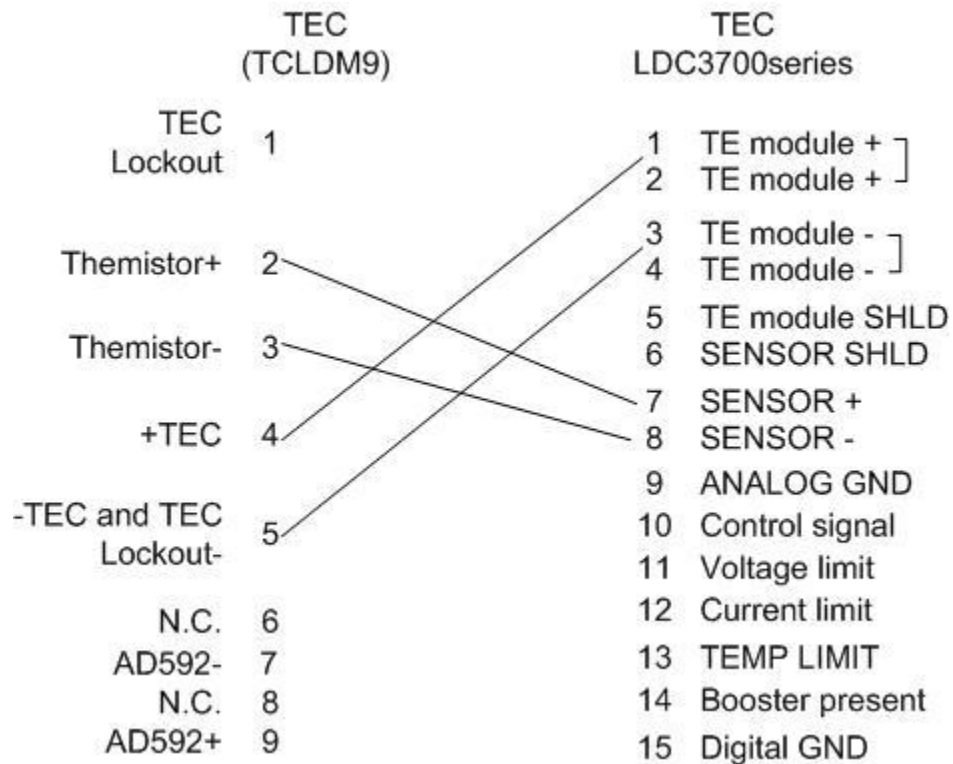 TEC
(TCLDM9)
TEC
Lockout 1
Themistor+ 2
Themistor- 3
+TEC 4
-TEC and TEC
Lockout- 5
N.C. 6
AD592- 7
N.C. 8
AD592+ 9
TEC
LDC3700series
1 TE module +
2 TE module +
3 TE module -
4 TE module -
5 TE module SHLD
6 SENSOR SHLD
7 SENSOR +
8 SENSOR -
9 ANALOG GND
10 Control signal
11 Voltage limit
12 Current limit
13 TEMP LIMIT
14 Booster present
15 Digital GND